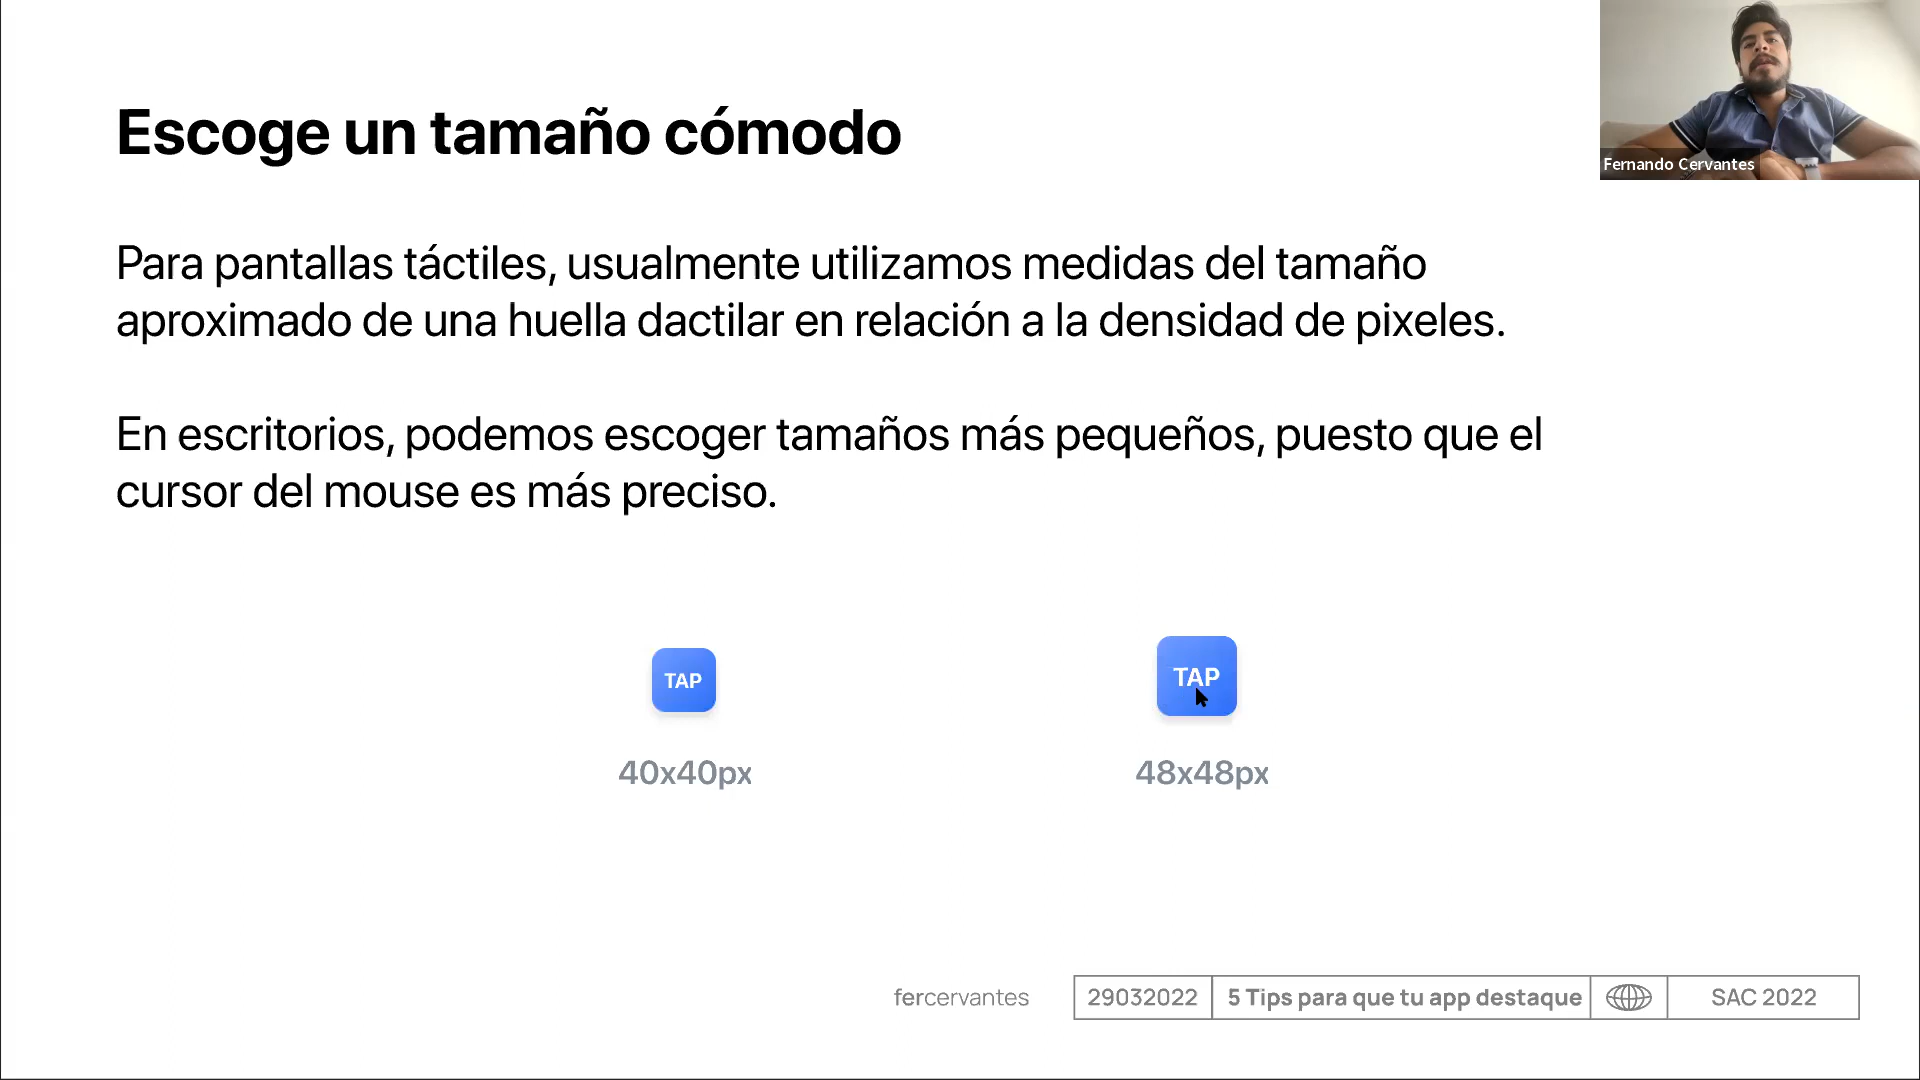 Escoge un tamaño cómodo
Fernando Cervantes
Para pantallas táctiles, usualmente utilizamos medidas del tamaño
aproximado de una huella dactilar en relación a la densidad de pixeles.
En escritorios, podemos escoger tamaños más pequeños, puesto que el
cursor del mouse es más preciso.
TAP
TAP
40x40px
48x48px
fercervantes
29032022
5 Tips para que tu app destaque
SAC 2022